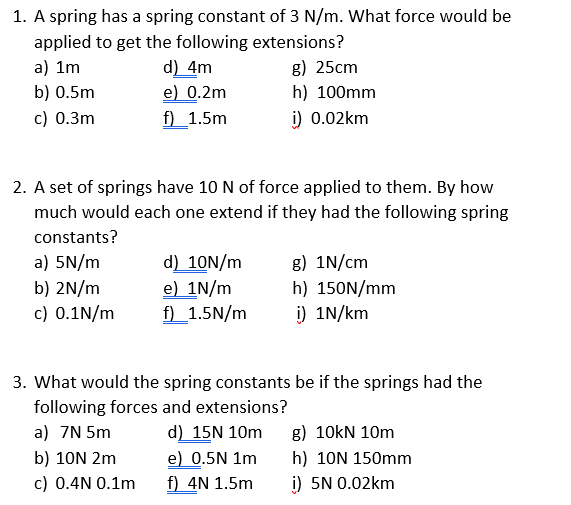 1. A spring has a spring constant of 3 N/m. What force would be
applied to get the following extensions?
a) 1m d) 4m g) 25cm
b) 0.5m e) 0.2m h) 100mm
c) 0.3m f) 1.5m i) 0.02km
2. A set of springs have 10 N of force applied to them. By how
much would each one extend if they had the following spring
constants?
a) 5N/m d) 10N/m g) 1N/cm
b) 2N/m e) 1N/m h) 150N/mm
c) 0.1N/m f) 1.5N/m i) 1N/km
3. What would the spring constants be if the springs had the
following forces and extensions?
a) 7N 5m d) 15N 10m g) 10kN 10m
b) 10N 2m e) 0.5N 1m h) 10N 150mm
c) 0.4N 0.1m f) 4N 1.5m i) 5N 0.02km